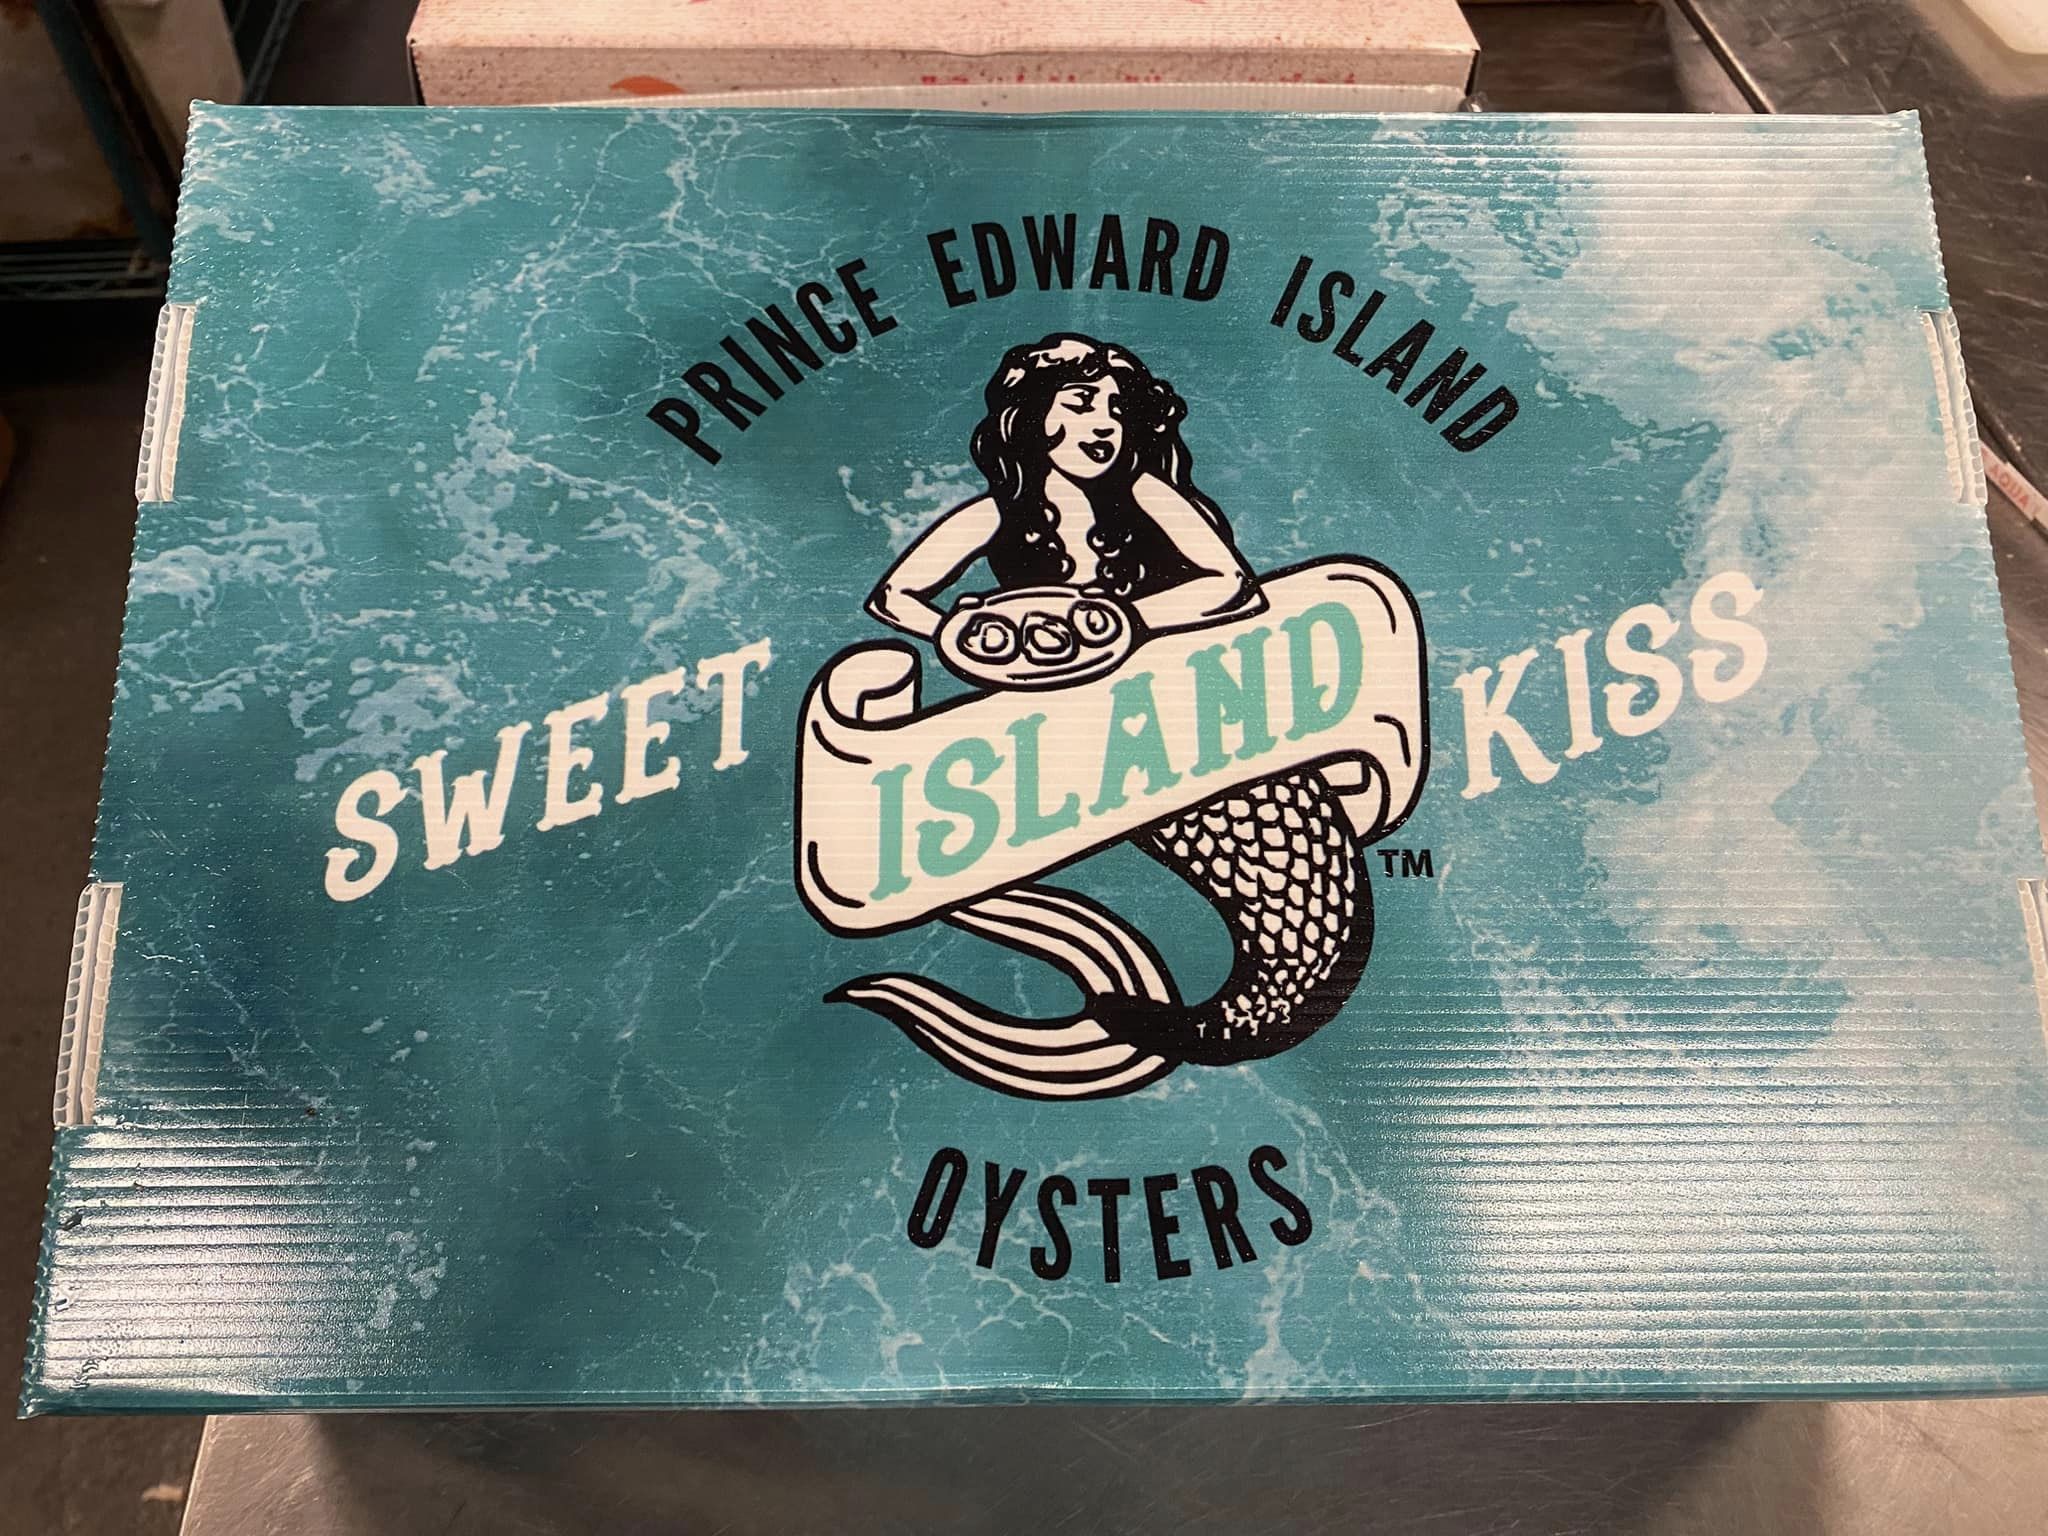 PRINCE EDWARD ISLAND
SWEET ISLAND KISS
TM
OYSTERS